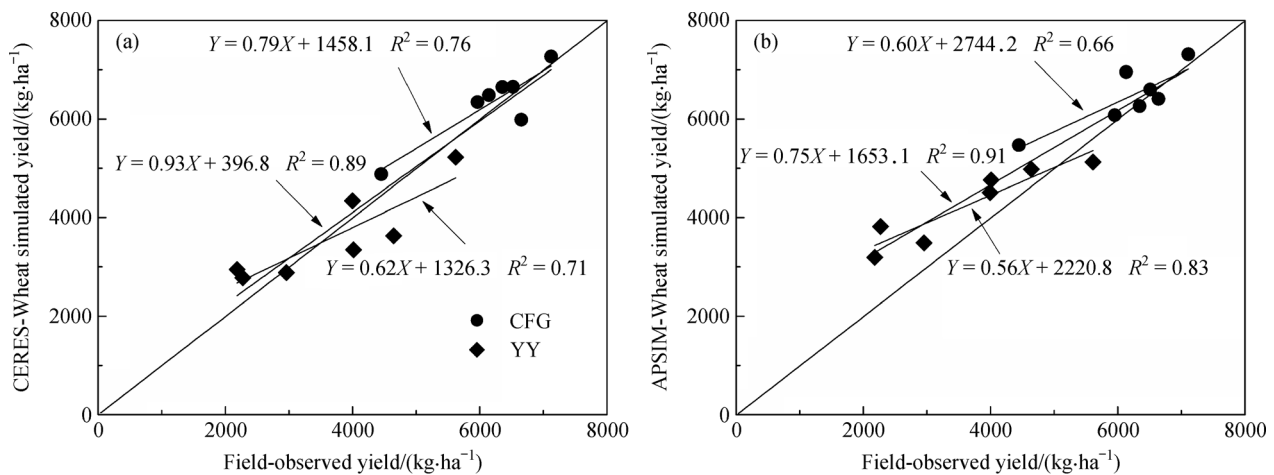 (a)
Y = 0.79X + 1458.1 R² = 0.76
Y = 0.93X + 396.8 R² = 0.89
Y = 0.62X + 1326.3 R² = 0.71
CFG
YY
8000
6000
4000
2000
0
0 2000 4000 6000 8000
CERES-Wheat simulated yield/(kg·ha⁻¹)
Field-observed yield/(kg·ha⁻¹)
(b)
Y = 0.60X + 2744.2 R² = 0.66
Y = 0.75X + 1653.1 R² = 0.91
Y = 0.56X + 2220.8 R² = 0.83
8000
6000
4000
2000
0
0 2000 4000 6000 8000
APSIM-Wheat simulated yield/(kg·ha⁻¹)
Field-observed yield/(kg·ha⁻¹)